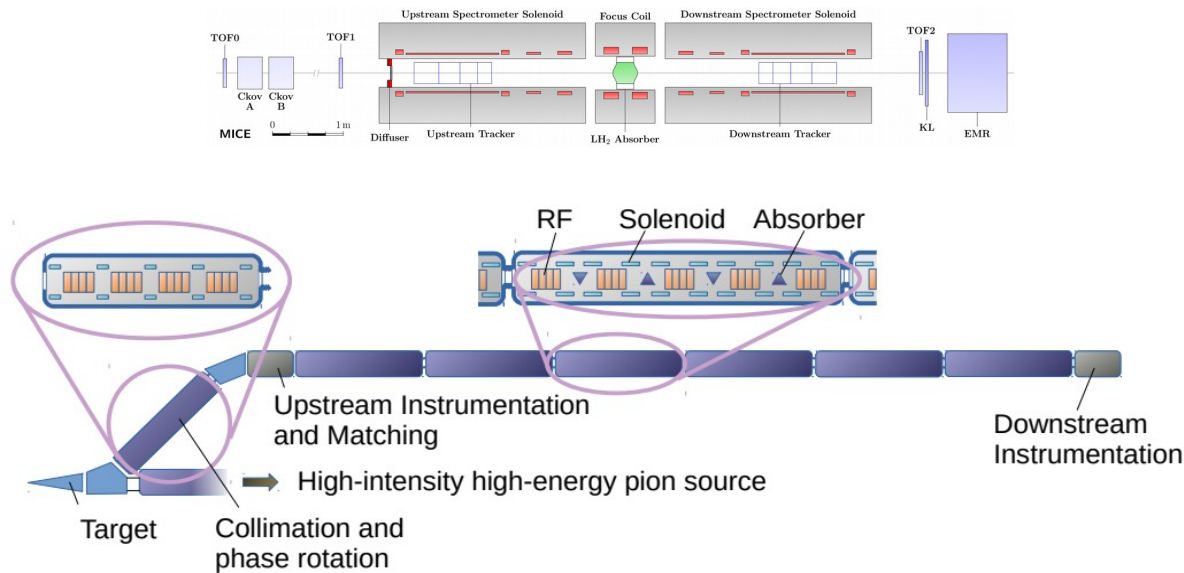 Upstream Spectrometer Solenoid
Focus Coil
Downstream Spectrometer Solenoid
TOF0
TOF1
TOF2
Ckov
A
Ckov
B
MICE
0
1 m
Diffuser
Upstream Tracker
LH₂ Absorber
Downstream Tracker
KL
EMR
RF
Solenoid
Absorber
Upstream Instrumentation
and Matching
Downstream
Instrumentation
High-intensity high-energy pion source
Target
Collimation and
phase rotation